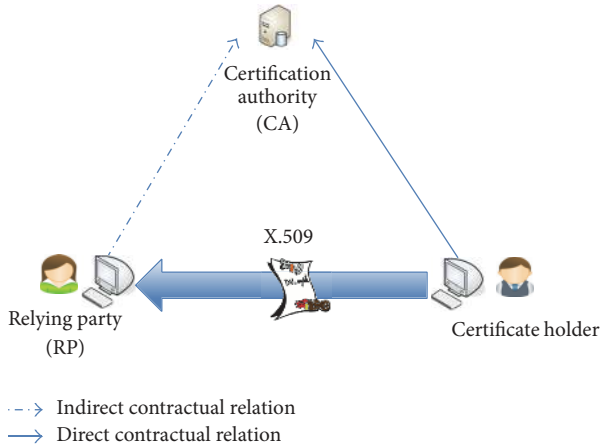 Certification
authority
(CA)
X.509
Relying party
(RP)
Certificate holder
Indirect contractual relation
Direct contractual relation